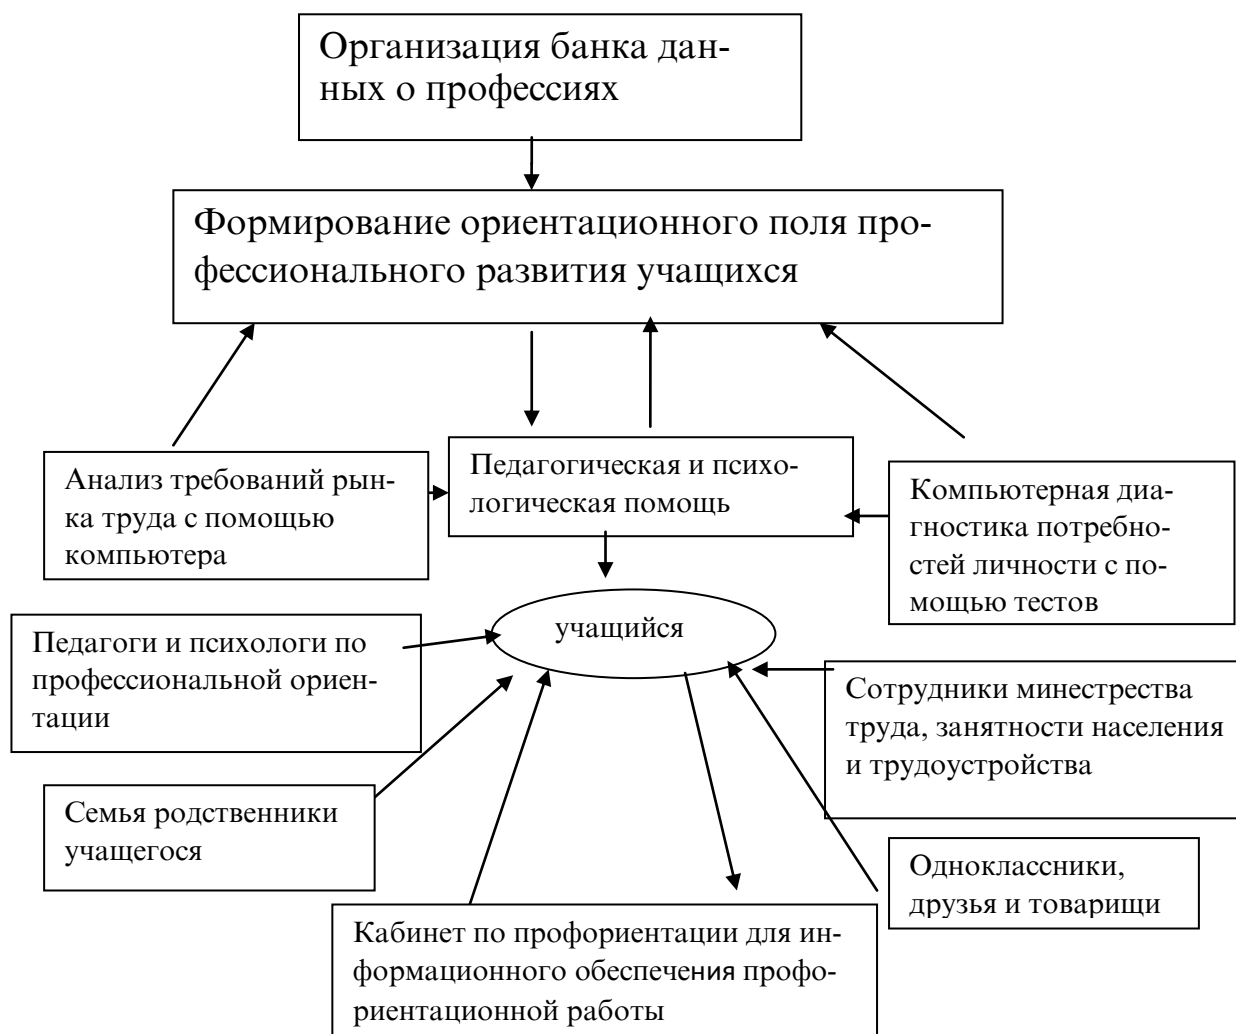 Организация банка дан-
ных о профессиях
Формирование ориентационного поля про-
фессионального развития учащихся
Анализ требований рын-
ка труда с помощью
компьютера
Педагогическая и психо-
логическая помощь
Компьютерная диа-
гностика потребно-
стей личности с по-
мощью тестов
учащийся
Педагоги и психологи по
профессиональной ориен-
тации
Сотрудники минестрества
труда, занятности населения
и трудоустройства
Семья родственники
учащегося
Одноклассники,
друзья и товарищи
Кабинет по профориентации для ин-
формационного обеспечения профо-
риентационной работы